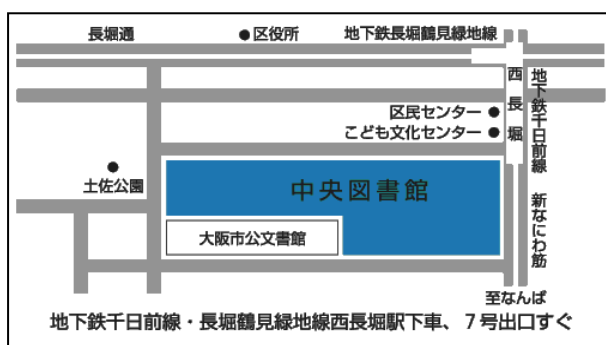 長堀通
●区役所
地下鉄長堀鶴見緑地線
西長堀
地下鉄千日前線
区民センター●
こども文化センター●
土佐公園
中央図書館
新なにわ筋
大阪市公文書館
至なんば
地下鉄千日前線・長堀鶴見緑地線西長堀駅下車、7号出口すぐ